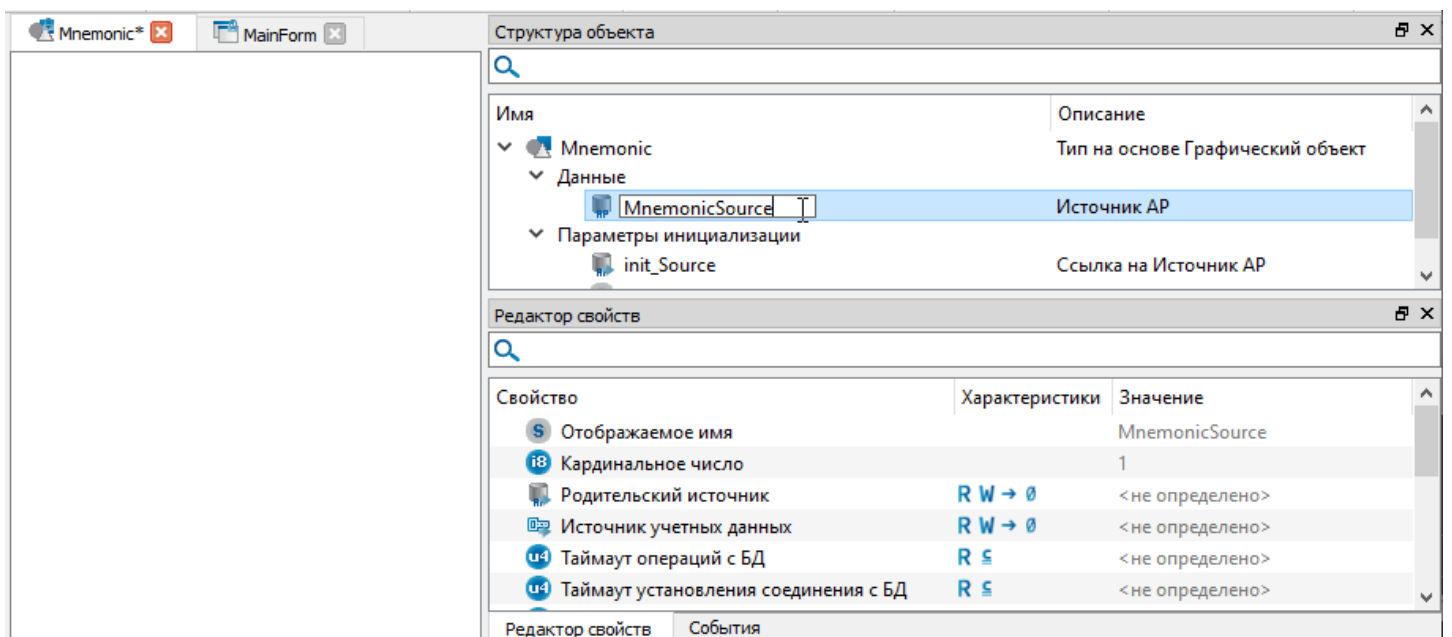 Mnemonic* MainForm
Структура объекта
Имя Описание
Mnemonic Тип на основе Графический объект
Данные
MnemonicSource Источник АР
Параметры инициализации
init_Source Ссылка на Источник АР
Редактор свойств
Свойство Характеристики Значение
S Отображаемое имя MnemonicSource
i8 Кардинальное число 1
Родительский источник R W → Ø <не определено>
Источник учетных данных R W → Ø <не определено>
u4 Таймаут операций с БД R ⊆ <не определено>
u4 Таймаут установления соединения с БД R ⊆ <не определено>
Редактор свойств События